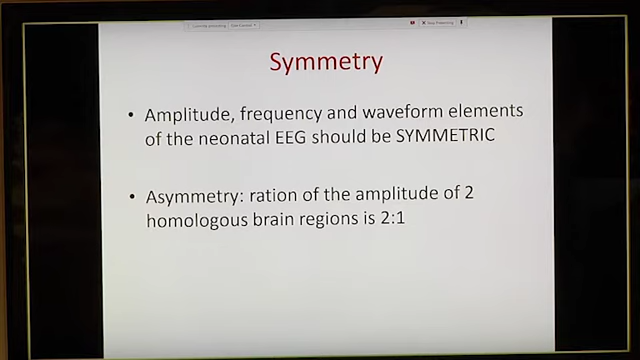 Symmetry
• Amplitude, frequency and waveform elements
of the neonatal EEG should be SYMMETRIC
• Asymmetry: ration of the amplitude of 2
homologous brain regions is 2:1